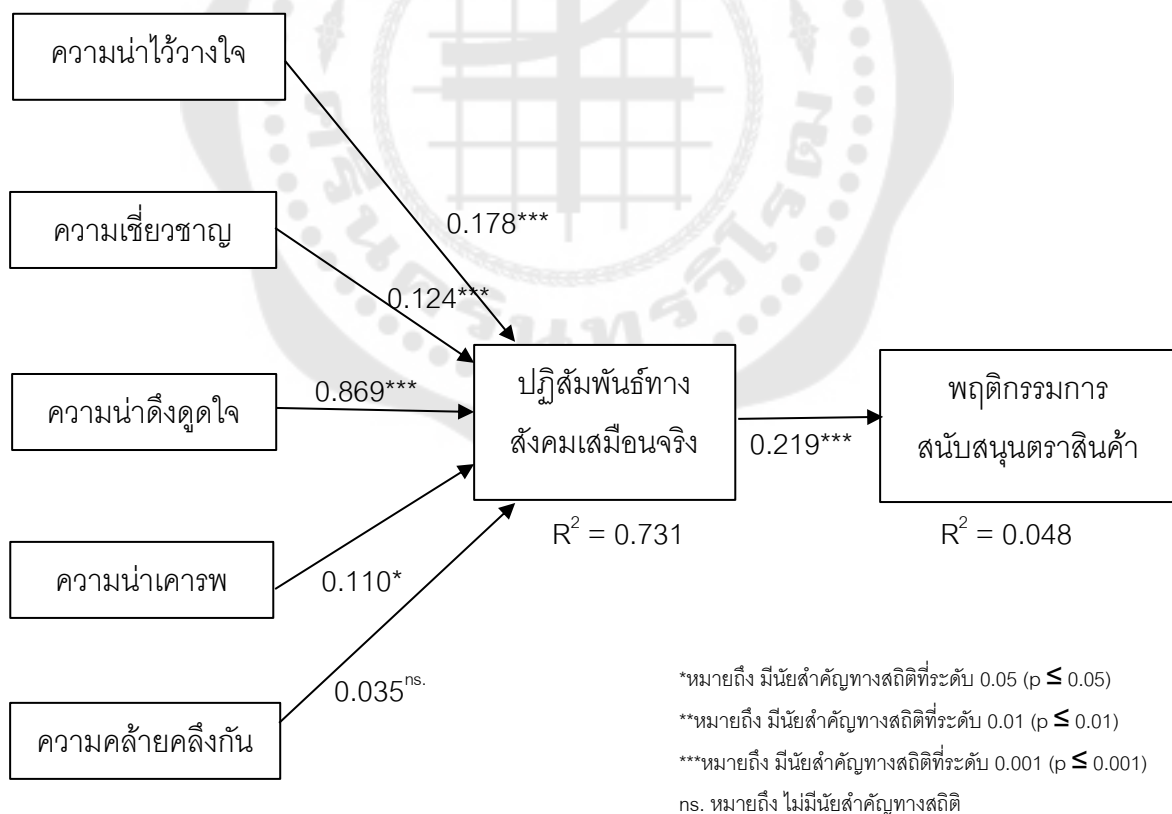 ความน่าไว้วางใจ
0.178***
ความเชี่ยวชาญ
0.124***
ความน่าดึงดูดใจ
0.869***
ปฏิสัมพันธ์ทาง
สังคมเสมือนจริง
R² = 0.731
0.219***
พฤติกรรมการ
สนับสนุนตราสินค้า
R² = 0.048
ความน่าเคารพ
0.110*
ความคล้ายคลึงกัน
0.035ns.
*หมายถึง มีนัยสำคัญทางสถิติที่ระดับ 0.05 (p ≤ 0.05)
**หมายถึง มีนัยสำคัญทางสถิติที่ระดับ 0.01 (p ≤ 0.01)
***หมายถึง มีนัยสำคัญทางสถิติที่ระดับ 0.001 (p ≤ 0.001)
ns. หมายถึง ไม่มีนัยสำคัญทางสถิติ